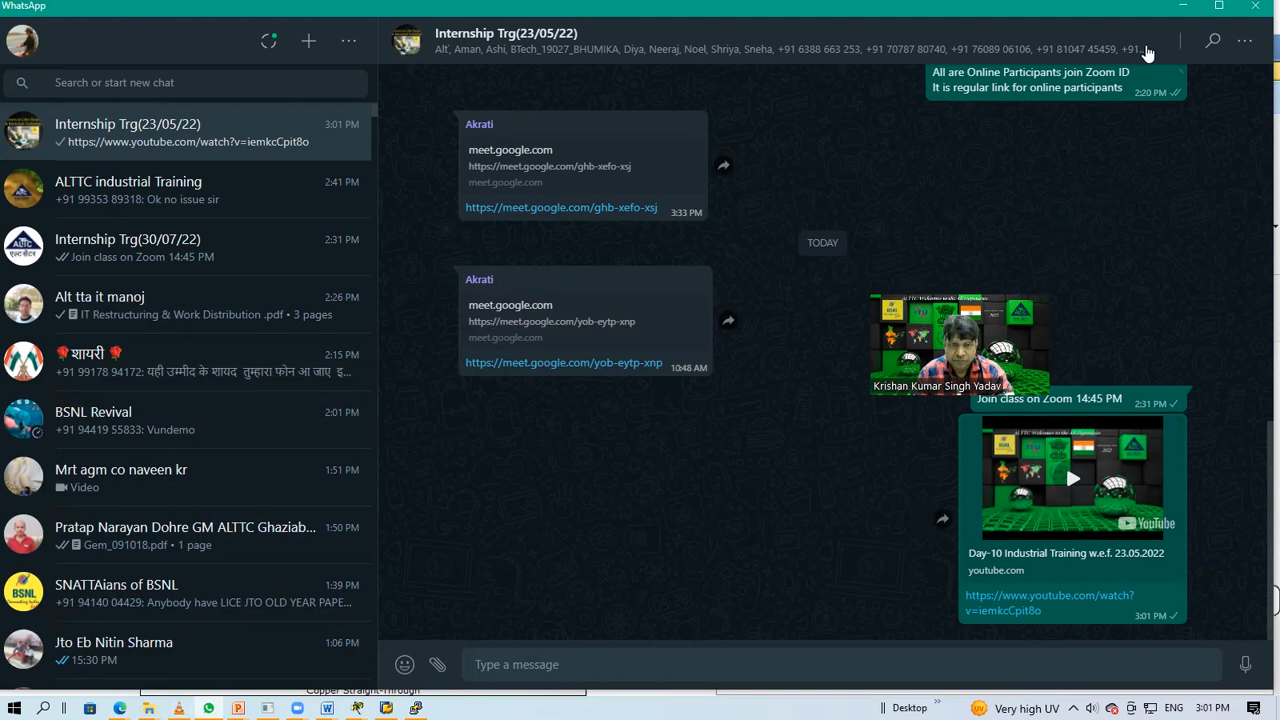 WhatsApp
Search or start new chat
Internship Trg(23/05/22)
3:01 PM
https://www.youtube.com/watch?v=iemkcCpit8o
ALTTC industrial Training
2:41 PM
+91 99353 89318: Ok no issue sir
Internship Trg(30/07/22)
2:31 PM
Join class on Zoom 14:45 PM
Alt tta it manoj
2:26 PM
IT Restructuring & Work Distribution .pdf • 3 pages
🌹शायरी 🌹
2:15 PM
+91 99178 94172: यही उम्मीद के शायद तुम्हारा फोन आ जाए इ...
BSNL Revival
2:01 PM
+91 94419 55833: Vundemo
Mrt agm co naveen kr
1:51 PM
Video
Pratap Narayan Dohre GM ALTTC Ghaziab...
1:50 PM
Gem_091018.pdf • 1 page
SNATTAians of BSNL
1:39 PM
+91 94140 04429: Anybody have LICE JTO OLD YEAR PAPE...
Jto Eb Nitin Sharma
1:06 PM
15:30 PM
Internship Trg(23/05/22)
Alt, Aman, Ashi, BTech_19027_BHUMIKA, Diya, Neeraj, Noel, Shriya, Sneha, +91 6388 663 253, +91 70787 80740, +91 76089 06106, +91 81047 45459, +91...
All are Online Participants join Zoom ID
It is regular link for online participants
2:20 PM
Akrati
meet.google.com
https://meet.google.com/ghb-xefo-xsj
meet.google.com
https://meet.google.com/ghb-xefo-xsj
3:33 PM
TODAY
Akrati
meet.google.com
https://meet.google.com/yob-eytp-xnp
meet.google.com
https://meet.google.com/yob-eytp-xnp
10:48 AM
BSNL
Krishan Kumar Singh Yadav
Join class on Zoom 14:45 PM
2:31 PM
BSNL
YouTube
Day-10 Industrial Training w.e.f. 23.05.2022
youtube.com
https://www.youtube.com/watch?
v=iemkcCpit8o
3:01 PM
Type a message
Copper Straight-Through
Desktop
Very high UV
ENG
3:01 PM